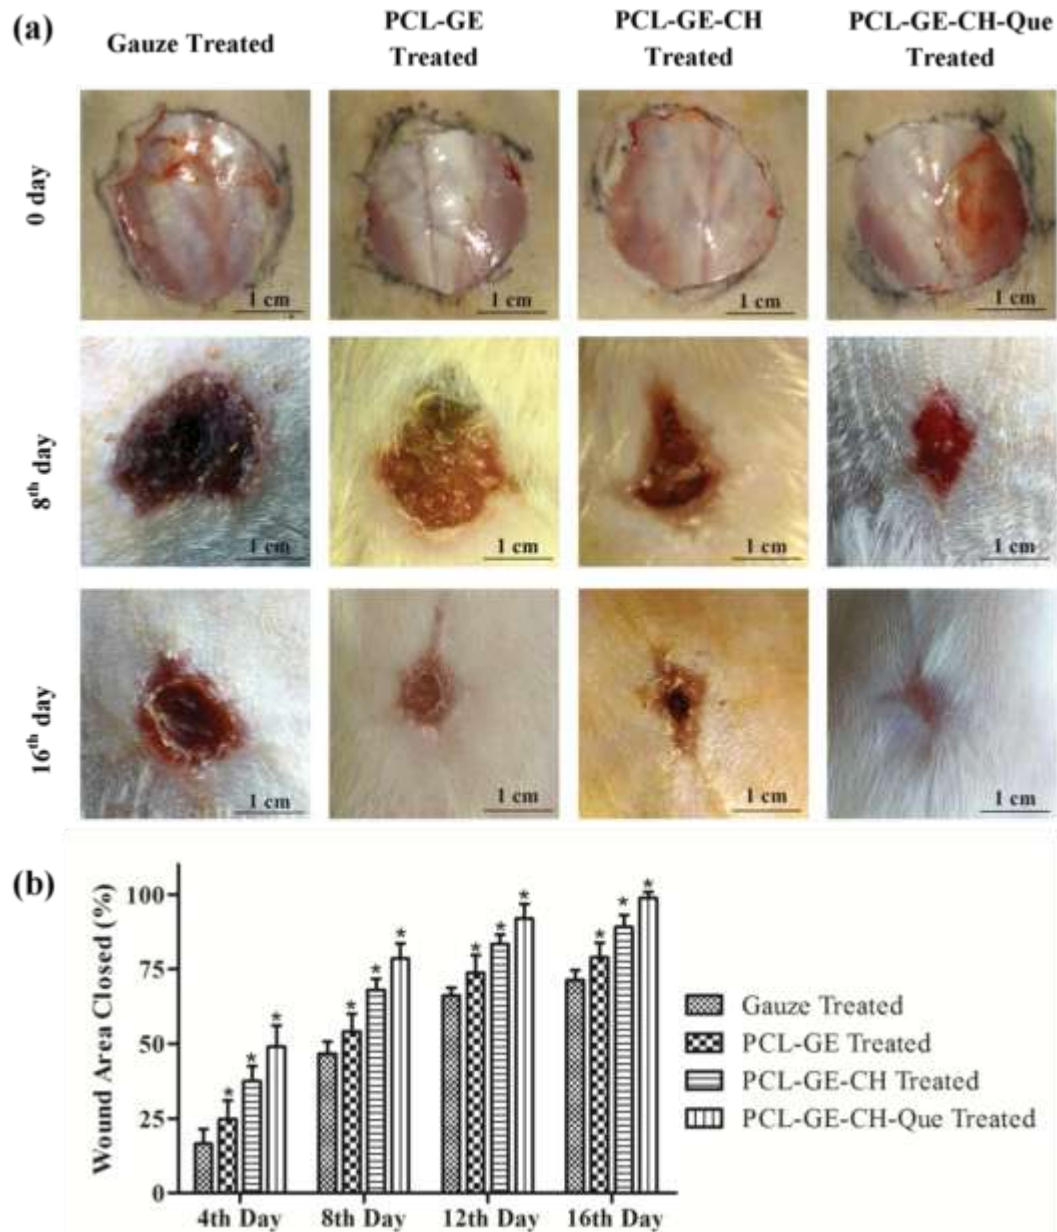 (a)
Gauze Treated
PCL-GE
Treated
PCL-GE-CH
Treated
PCL-GE-CH-Que
Treated
0 day
1 cm
1 cm
1 cm
1 cm
8th day
1 cm
1 cm
1 cm
1 cm
16th day
1 cm
1 cm
1 cm
1 cm
(b)
Wound Area Closed (%)
100
75
50
25
0
* * *
* * *
* * *
* * *
4th Day
8th Day
12th Day
16th Day
Gauze Treated
PCL-GE Treated
PCL-GE-CH Treated
PCL-GE-CH-Que Treated